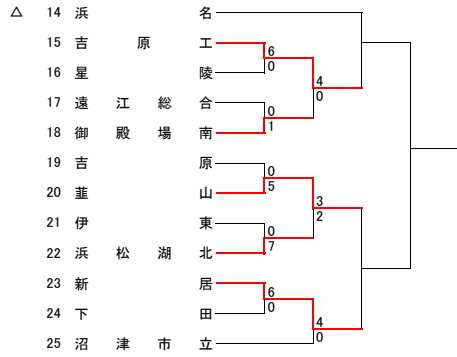 △ 14 浜名
15 吉原工
6
0
16 星陵
4
0
17 遠江総合
0
1
18 御殿場南
19 吉原
0
5
20 韮山
3
2
21 伊東
0
7
22 浜松湖北
23 新居
6
0
24 下田
4
0
25 沼津市立